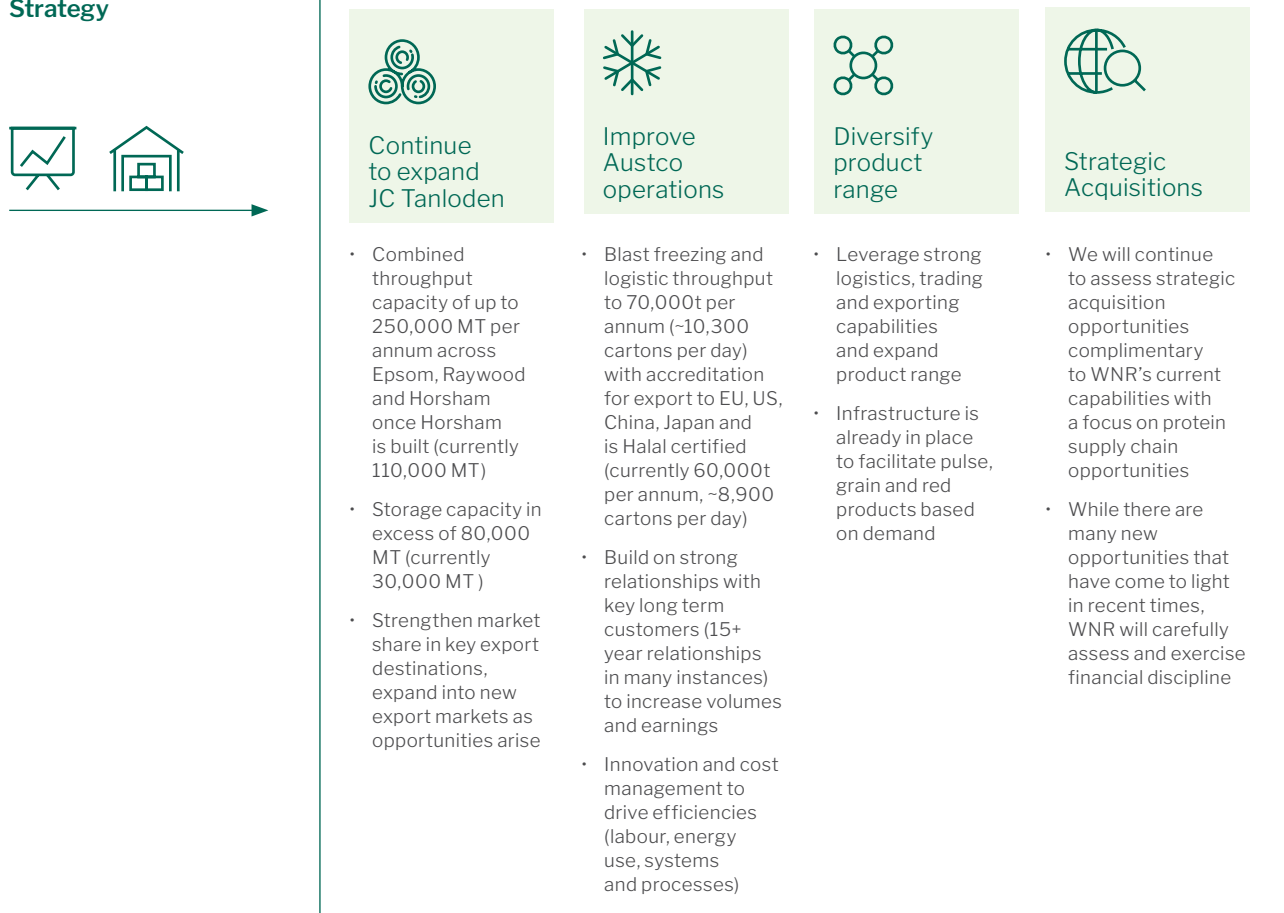 Strategy
Continue
to expand
JC Tanloden
• Combined
throughput
capacity of up to
250,000 MT per
annum across
Epsom, Raywood
and Horsham
once Horsham
is built (currently
110,000 MT)
• Storage capacity in
excess of 80,000
MT (currently
30,000 MT )
• Strengthen market
share in key export
destinations,
expand into new
export markets as
opportunities arise
Improve
Austco
operations
• Blast freezing and
logistic throughput
to 70,000t per
annum (~10,300
cartons per day)
with accreditation
for export to EU, US,
China, Japan and
is Halal certified
(currently 60,000t
per annum, ~8,900
cartons per day)
• Build on strong
relationships with
key long term
customers (15+
year relationships
in many instances)
to increase volumes
and earnings
• Innovation and cost
management to
drive efficiencies
(labour, energy
use, systems
and processes)
Diversify
product
range
• Leverage strong
logistics, trading
and exporting
capabilities
and expand
product range
• Infrastructure is
already in place
to facilitate pulse,
grain and red
products based
on demand
Strategic
Acquisitions
• We will continue
to assess strategic
acquisition
opportunities
complimentary
to WNR's current
capabilities with
a focus on protein
supply chain
opportunities
• While there are
many new
opportunities that
have come to light
in recent times,
WNR will carefully
assess and exercise
financial discipline